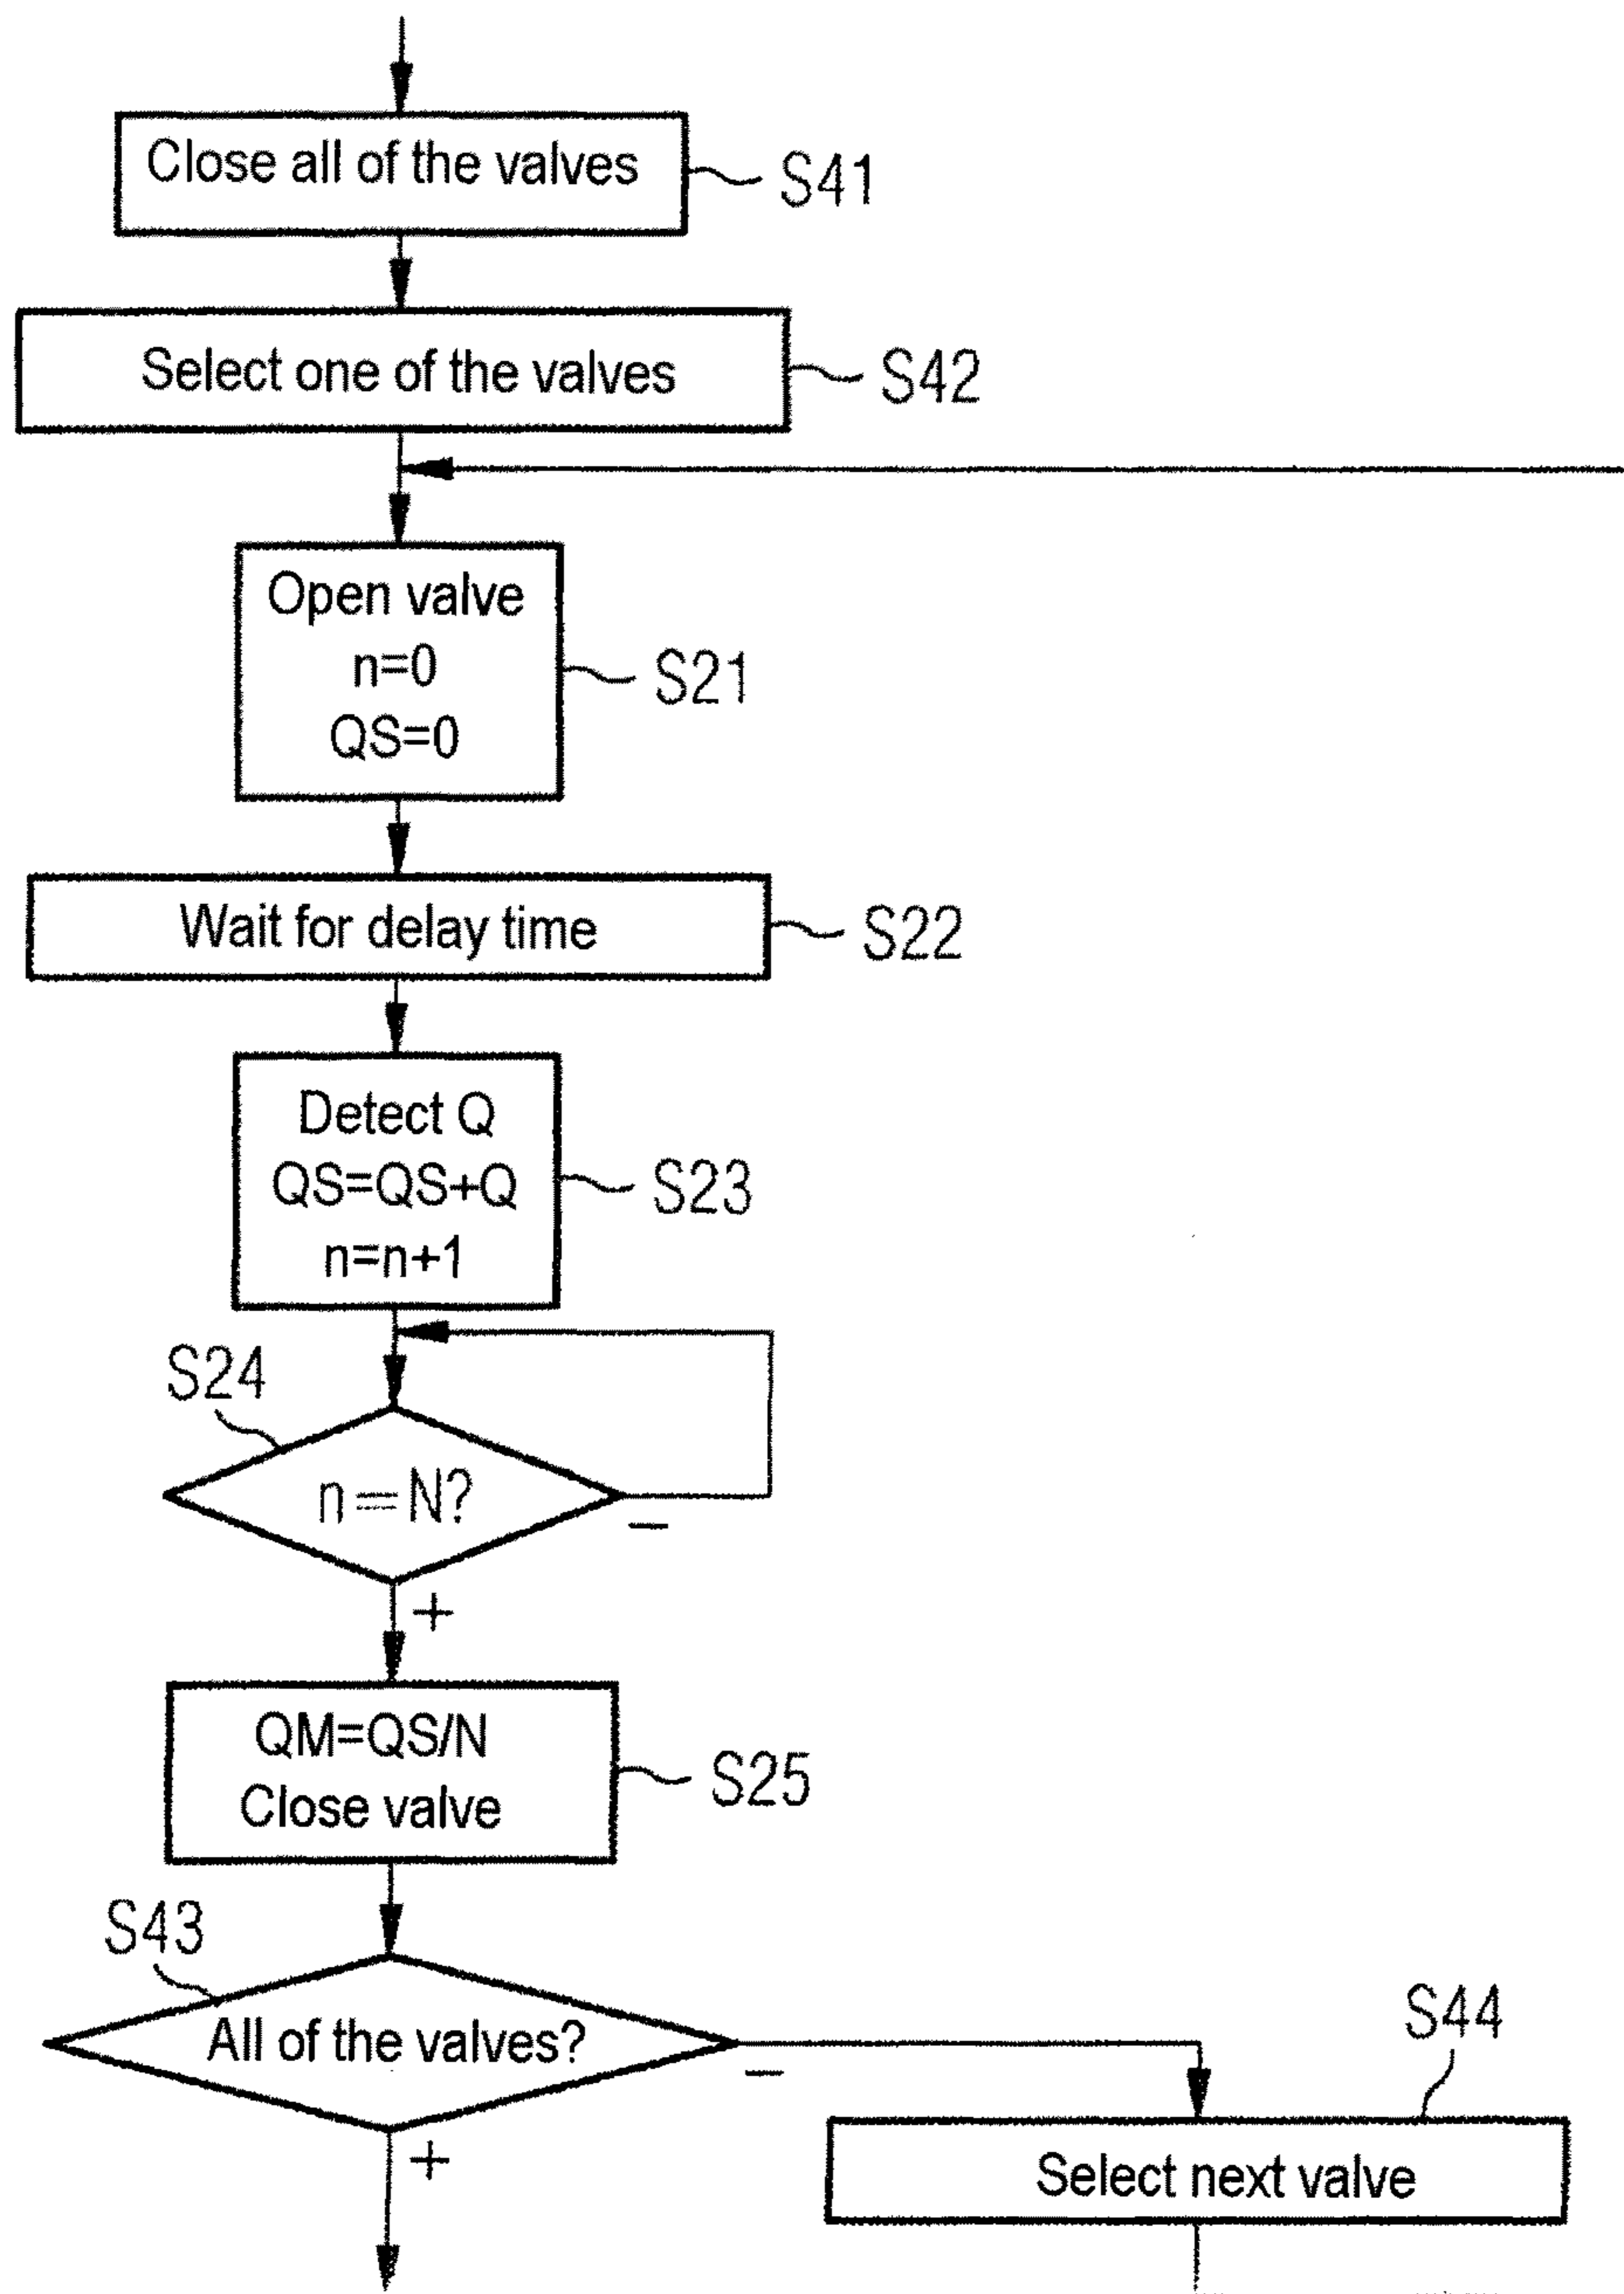 Close all of the valves
S41
Select one of the valves
S42
Open valve
n=0
QS=0
S21
Wait for delay time
S22
Detect Q
QS=QS+Q
n=n+1
S23
S24
n=N?
−
+
QM=QS/N
Close valve
S25
S43
All of the valves?
−
+
S44
Select next valve